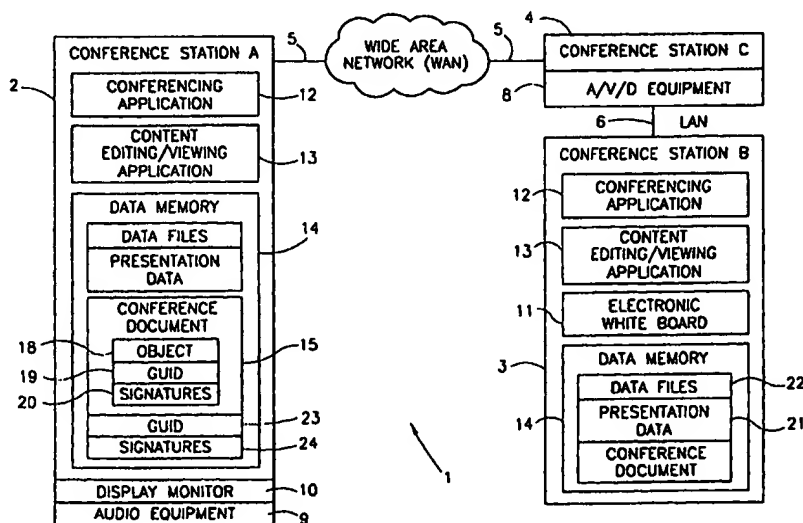 CONFERENCE STATION A
2
CONFERENCING
APPLICATION
12
CONTENT
EDITING/VIEWING
APPLICATION
13
DATA MEMORY
14
DATA FILES
PRESENTATION
DATA
CONFERENCE
DOCUMENT
15
18
OBJECT
19
GUID
20
SIGNATURES
GUID
23
SIGNATURES
24
DISPLAY MONITOR
10
AUDIO EQUIPMENT
9
5
WIDE AREA
NETWORK (WAN)
5
1
4
CONFERENCE STATION C
8
A/V/D EQUIPMENT
6
LAN
CONFERENCE STATION B
12
CONFERENCING
APPLICATION
13
CONTENT
EDITING/VIEWING
APPLICATION
11
ELECTRONIC
WHITE BOARD
3
DATA MEMORY
14
DATA FILES
22
PRESENTATION
DATA
21
CONFERENCE
DOCUMENT